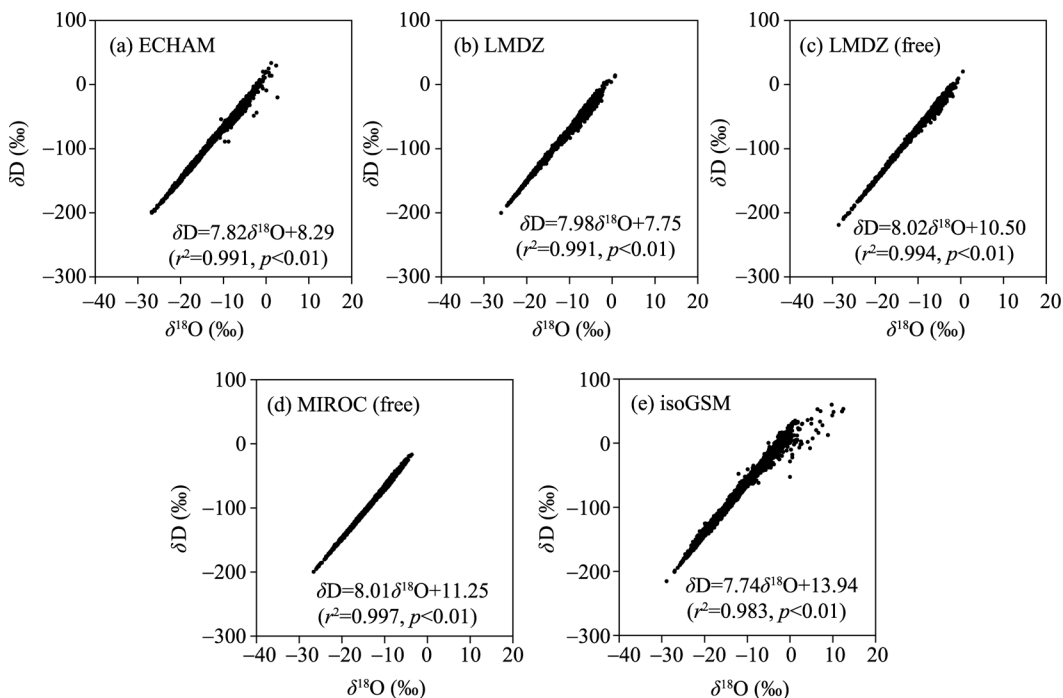 (a) ECHAM
100
0
−100
−200
−300
δD (‰)
δD=7.82δ¹⁸O+8.29
(r²=0.991, p<0.01)
−40 −30 −20 −10 0 10 20
δ¹⁸O (‰)
(b) LMDZ
100
0
−100
−200
−300
δD (‰)
δD=7.98δ¹⁸O+7.75
(r²=0.991, p<0.01)
−40 −30 −20 −10 0 10 20
δ¹⁸O (‰)
(c) LMDZ (free)
100
0
−100
−200
−300
δD (‰)
δD=8.02δ¹⁸O+10.50
(r²=0.994, p<0.01)
−40 −30 −20 −10 0 10 20
δ¹⁸O (‰)
(d) MIROC (free)
100
0
−100
−200
−300
δD (‰)
δD=8.01δ¹⁸O+11.25
(r²=0.997, p<0.01)
−40 −30 −20 −10 0 10 20
δ¹⁸O (‰)
(e) isoGSM
100
0
−100
−200
−300
δD (‰)
δD=7.74δ¹⁸O+13.94
(r²=0.983, p<0.01)
−40 −30 −20 −10 0 10 20
δ¹⁸O (‰)